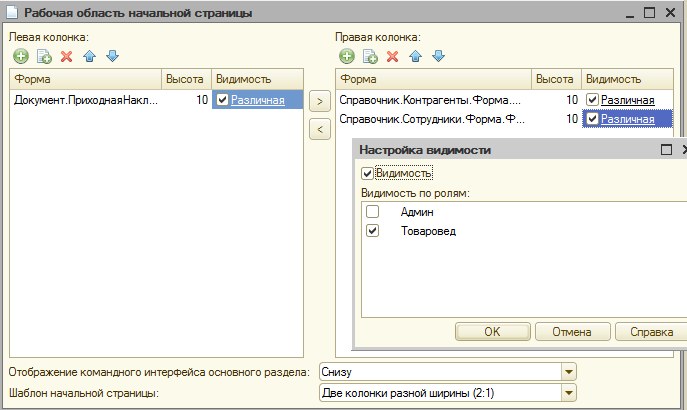 Рабочая область начальной страницы
Левая колонка:
Форма Высота Видимость
Документ.ПриходнаяНакл... 10 Различная
>
<
Правая колонка:
Форма Высота Видимость
Справочник.Контрагенты.Форма.... 10 Различная
Справочник.Сотрудники.Форма.Ф... 10 Различная
Настройка видимости
Видимость
Видимость по ролям:
Админ
Товаровед
OK Отмена Справка
Отображение командного интерфейса основного раздела: Снизу
Шаблон начальной страницы: Две колонки разной ширины (2:1)